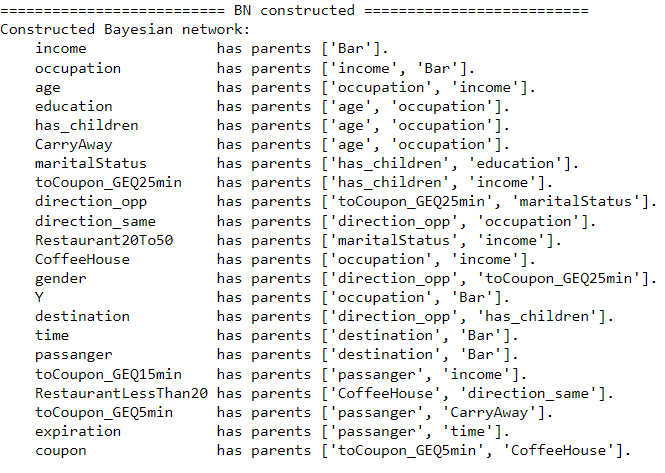 =========================== BN constructed ===========================
Constructed Bayesian network:
    income              has parents ['Bar'].
    occupation          has parents ['income', 'Bar'].
    age                 has parents ['occupation', 'income'].
    education           has parents ['age', 'occupation'].
    has_children        has parents ['age', 'occupation'].
    CarryAway           has parents ['age', 'occupation'].
    maritalStatus       has parents ['has_children', 'education'].
    toCoupon_GEQ25min   has parents ['has_children', 'income'].
    direction_opp       has parents ['toCoupon_GEQ25min', 'maritalStatus'].
    direction_same      has parents ['direction_opp', 'occupation'].
    Restaurant20To50    has parents ['maritalStatus', 'income'].
    CoffeeHouse         has parents ['occupation', 'income'].
    gender              has parents ['direction_opp', 'toCoupon_GEQ25min'].
    Y                   has parents ['occupation', 'Bar'].
    destination         has parents ['direction_opp', 'has_children'].
    time                has parents ['destination', 'Bar'].
    passanger           has parents ['destination', 'Bar'].
    toCoupon_GEQ15min   has parents ['passanger', 'income'].
    RestaurantLessThan20 has parents ['CoffeeHouse', 'direction_same'].
    toCoupon_GEQ5min    has parents ['passanger', 'CarryAway'].
    expiration          has parents ['passanger', 'time'].
    coupon              has parents ['toCoupon_GEQ5min', 'CoffeeHouse'].